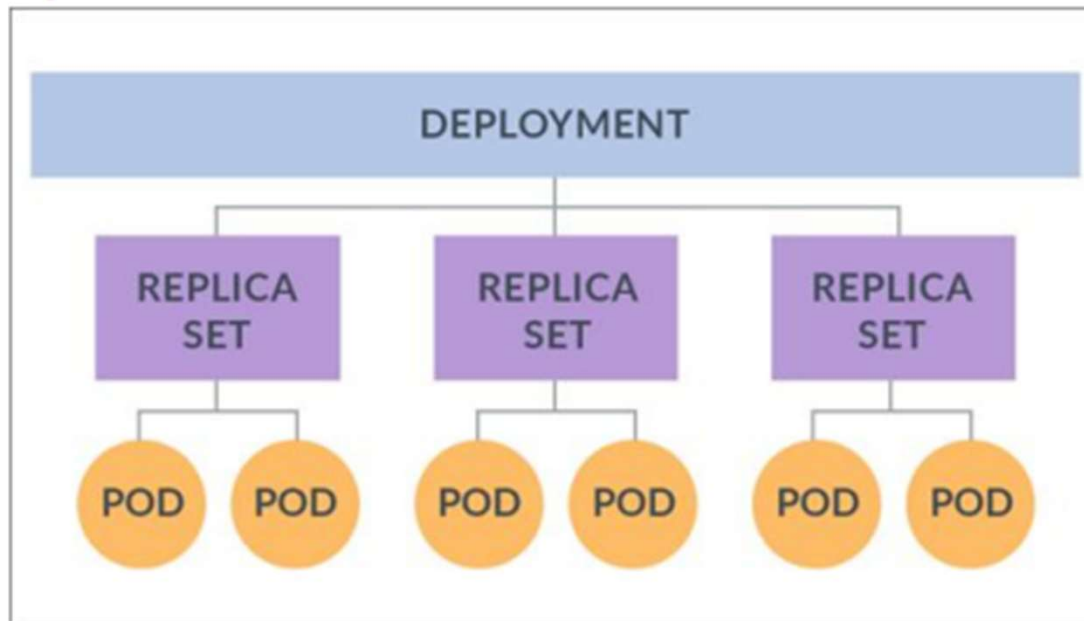 DEPLOYMENT
REPLICA
SET
REPLICA
SET
REPLICA
SET
POD
POD
POD
POD
POD
POD